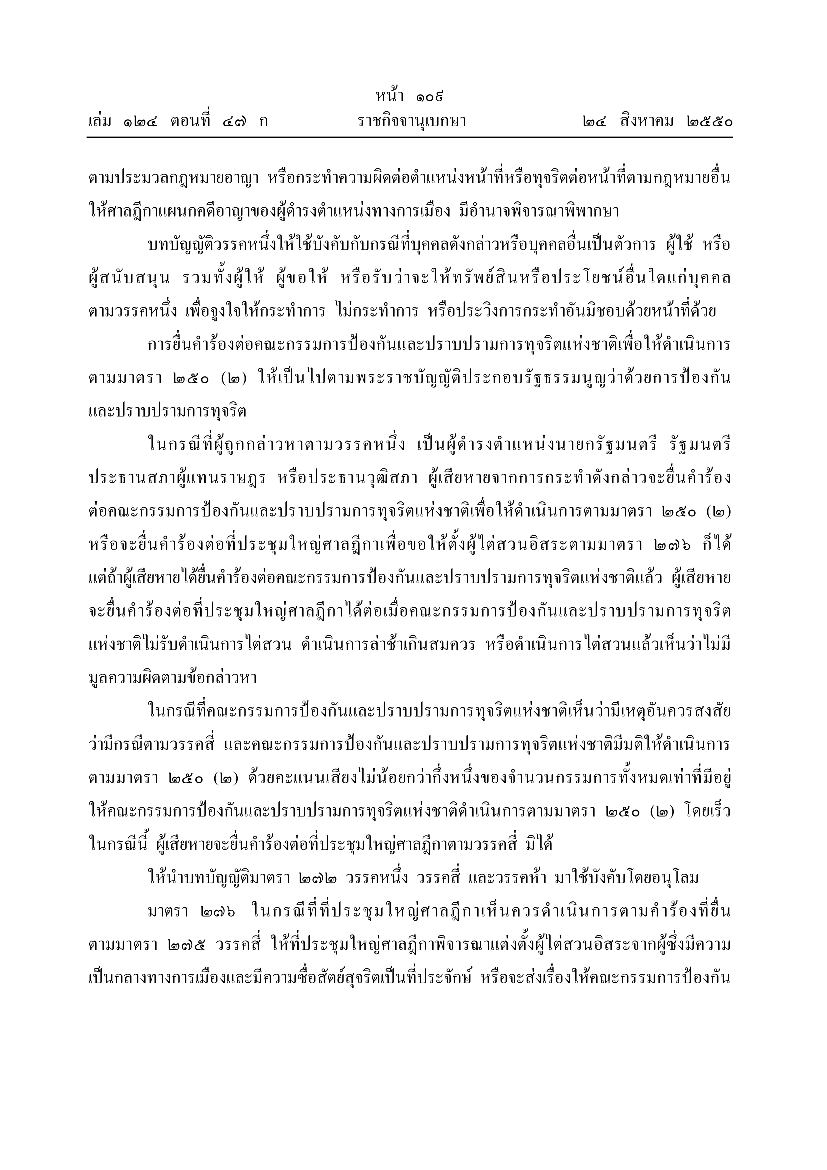 หน้า ๑๐๙
เล่ม ๑๒๔ ตอนที่ ๔๗ ก ราชกิจจานุเบกษา ๒๔ สิงหาคม ๒๕๕๐
ตามประมวลกฎหมายอาญา หรือกระทำความผิดต่อตำแหน่งหน้าที่หรือทุจริตต่อหน้าที่ตามกฎหมายอื่น
ให้ศาลฎีกาแผนกคดีอาญาของผู้ดำรงตำแหน่งทางการเมือง มีอำนาจพิจารณาพิพากษา
บทบัญญัติวรรคหนึ่งให้ใช้บังคับกับกรณีที่บุคคลดังกล่าวหรือบุคคลอื่นเป็นตัวการ ผู้ใช้ หรือ
ผู้สนับสนุน รวมทั้งผู้ให้ ผู้ขอให้ หรือรับว่าจะให้ทรัพย์สินหรือประโยชน์อื่นใดแก่บุคคล
ตามวรรคหนึ่ง เพื่อจูงใจให้กระทำการ ไม่กระทำการ หรือประวิงการกระทำอันมิชอบด้วยหน้าที่ด้วย
การยื่นคำร้องต่อคณะกรรมการป้องกันและปราบปรามการทุจริตแห่งชาติเพื่อให้ดำเนินการ
ตามมาตรา ๒๕๐ (๒) ให้เป็นไปตามพระราชบัญญัติประกอบรัฐธรรมนูญว่าด้วยการป้องกัน
และปราบปรามการทุจริต
ในกรณีที่ผู้ถูกกล่าวหาตามวรรคหนึ่ง เป็นผู้ดำรงตำแหน่งนายกรัฐมนตรี รัฐมนตรี
ประธานสภาผู้แทนราษฎร หรือประธานวุฒิสภา ผู้เสียหายจากการกระทำดังกล่าวจะยื่นคำร้อง
ต่อคณะกรรมการป้องกันและปราบปรามการทุจริตแห่งชาติเพื่อให้ดำเนินการตามมาตรา ๒๕๐ (๒)
หรือจะยื่นคำร้องต่อที่ประชุมใหญ่ศาลฎีกาเพื่อขอให้ตั้งผู้ไต่สวนอิสระตามมาตรา ๒๗๖ ก็ได้
แต่ถ้าผู้เสียหายได้ยื่นคำร้องต่อคณะกรรมการป้องกันและปราบปรามการทุจริตแห่งชาติแล้ว ผู้เสียหาย
จะยื่นคำร้องต่อที่ประชุมใหญ่ศาลฎีกาได้ต่อเมื่อคณะกรรมการป้องกันและปราบปรามการทุจริต
แห่งชาติไม่รับดำเนินการไต่สวน ดำเนินการล่าช้าเกินสมควร หรือดำเนินการไต่สวนแล้วเห็นว่าไม่มี
มูลความผิดตามข้อกล่าวหา
ในกรณีที่คณะกรรมการป้องกันและปราบปรามการทุจริตแห่งชาติเห็นว่ามีเหตุอันควรสงสัย
ว่ามีกรณีตามวรรคสี่ และคณะกรรมการป้องกันและปราบปรามการทุจริตแห่งชาติมีมติให้ดำเนินการ
ตามมาตรา ๒๕๐ (๒) ด้วยคะแนนเสียงไม่น้อยกว่ากึ่งหนึ่งของจำนวนกรรมการทั้งหมดเท่าที่มีอยู่
ให้คณะกรรมการป้องกันและปราบปรามการทุจริตแห่งชาติดำเนินการตามมาตรา ๒๕๐ (๒) โดยเร็ว
ในกรณีนี้ ผู้เสียหายจะยื่นคำร้องต่อที่ประชุมใหญ่ศาลฎีกาตามวรรคสี่ มิได้
ให้นำบทบัญญัติมาตรา ๒๗๒ วรรคหนึ่ง วรรคสี่ และวรรคห้า มาใช้บังคับโดยอนุโลม
มาตรา ๒๗๖ ในกรณีที่ที่ประชุมใหญ่ศาลฎีกาเห็นควรดำเนินการตามคำร้องที่ยื่น
ตามมาตรา ๒๗๕ วรรคสี่ ให้ที่ประชุมใหญ่ศาลฎีกาพิจารณาแต่งตั้งผู้ไต่สวนอิสระจากผู้ซึ่งมีความ
เป็นกลางทางการเมืองและมีความซื่อสัตย์สุจริตเป็นที่ประจักษ์ หรือจะส่งเรื่องให้คณะกรรมการป้องกัน